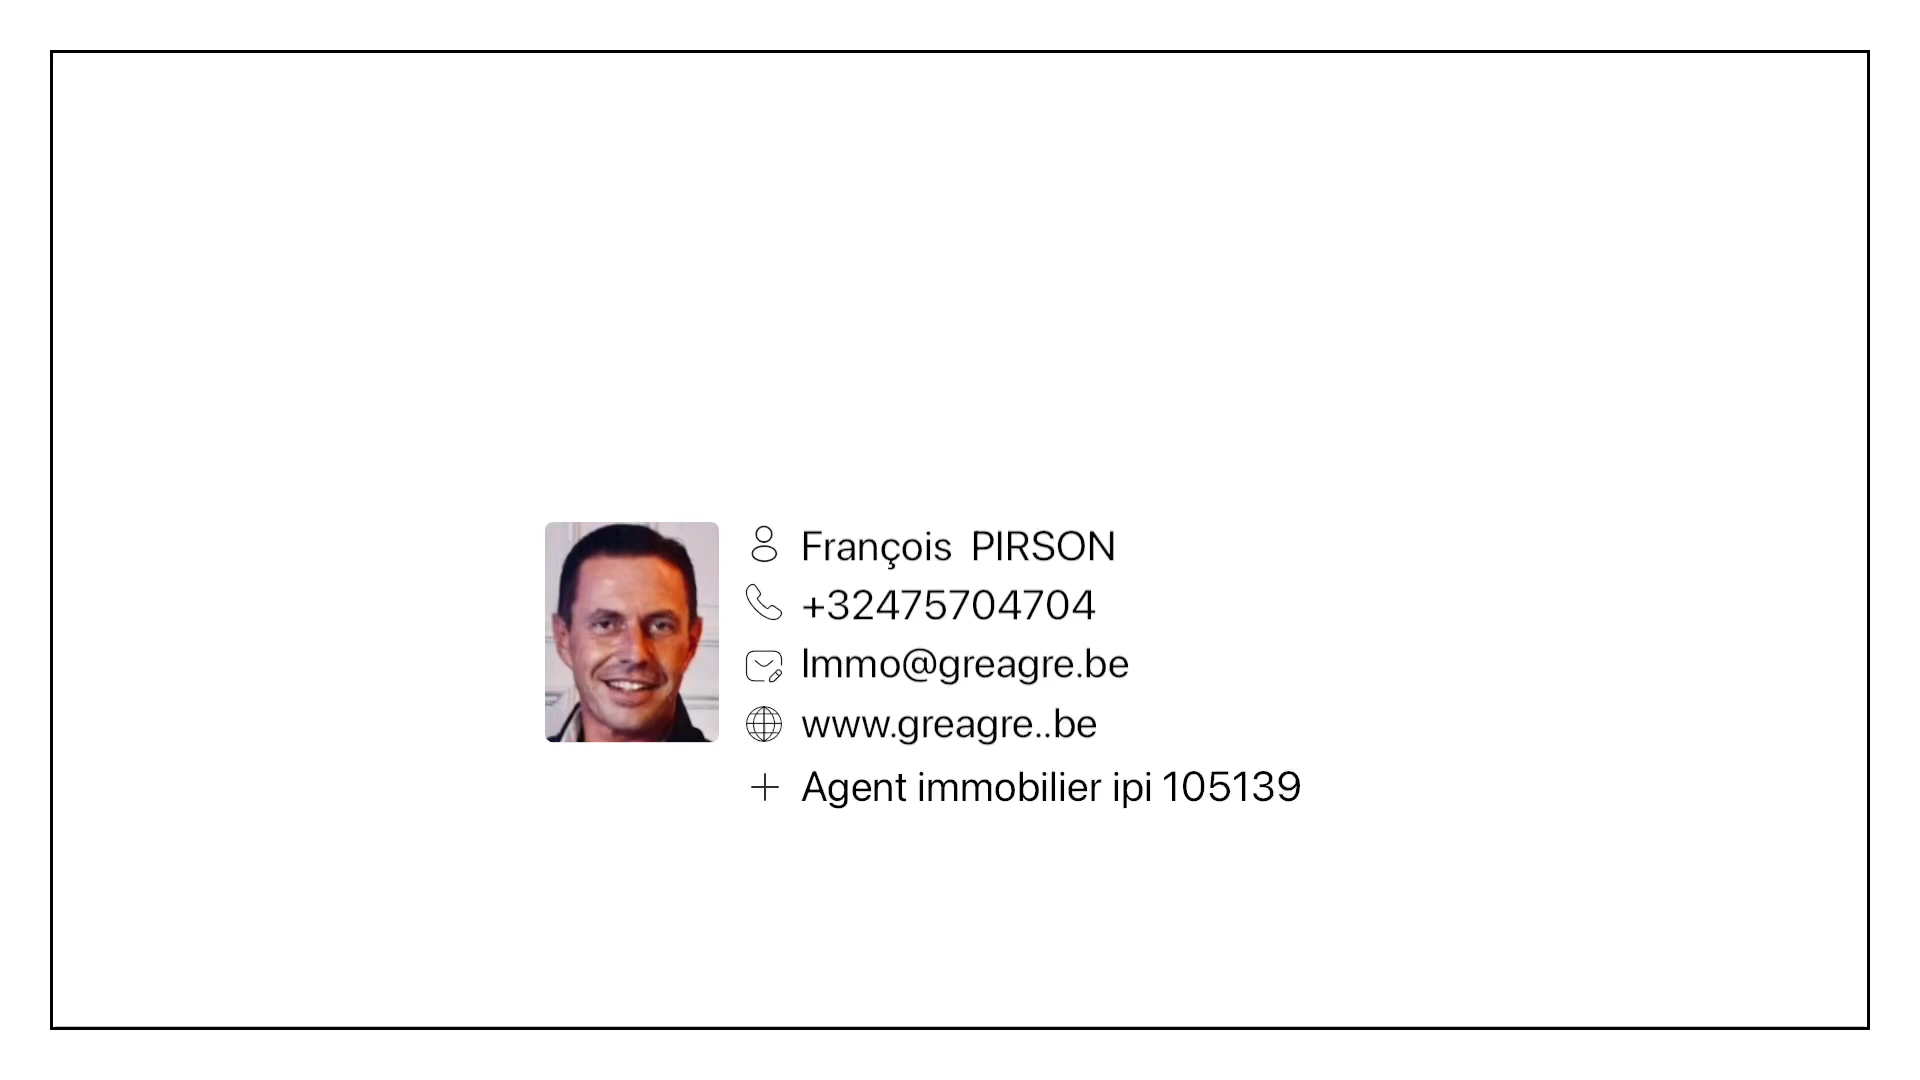 François  PIRSON
+32475704704
Immo@greagre.be
www.greagre..be
Agent immobilier ipi 105139